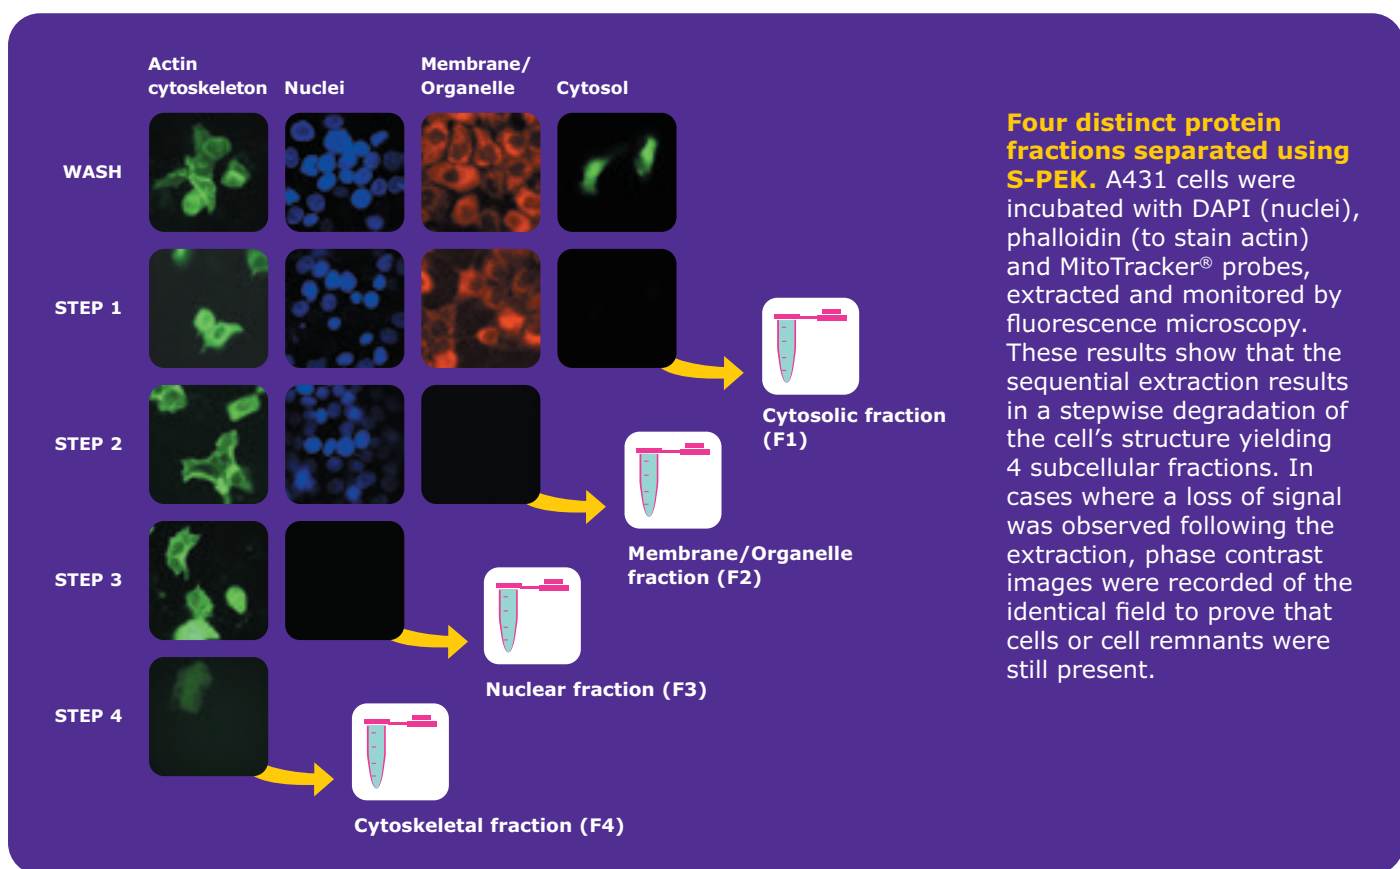 Actin
cytoskeleton
Nuclei
Membrane/
Organelle
Cytosol
WASH
STEP 1
Cytosolic fraction
(F1)
STEP 2
Membrane/Organelle
fraction (F2)
STEP 3
Nuclear fraction (F3)
STEP 4
Cytoskeletal fraction (F4)
Four distinct protein
fractions separated using
S-PEK. A431 cells were
incubated with DAPI (nuclei),
phalloidin (to stain actin)
and MitoTracker® probes,
extracted and monitored by
fluorescence microscopy.
These results show that the
sequential extraction results
in a stepwise degradation of
the cell’s structure yielding
4 subcellular fractions. In
cases where a loss of signal
was observed following the
extraction, phase contrast
images were recorded of the
identical field to prove that
cells or cell remnants were
still present.